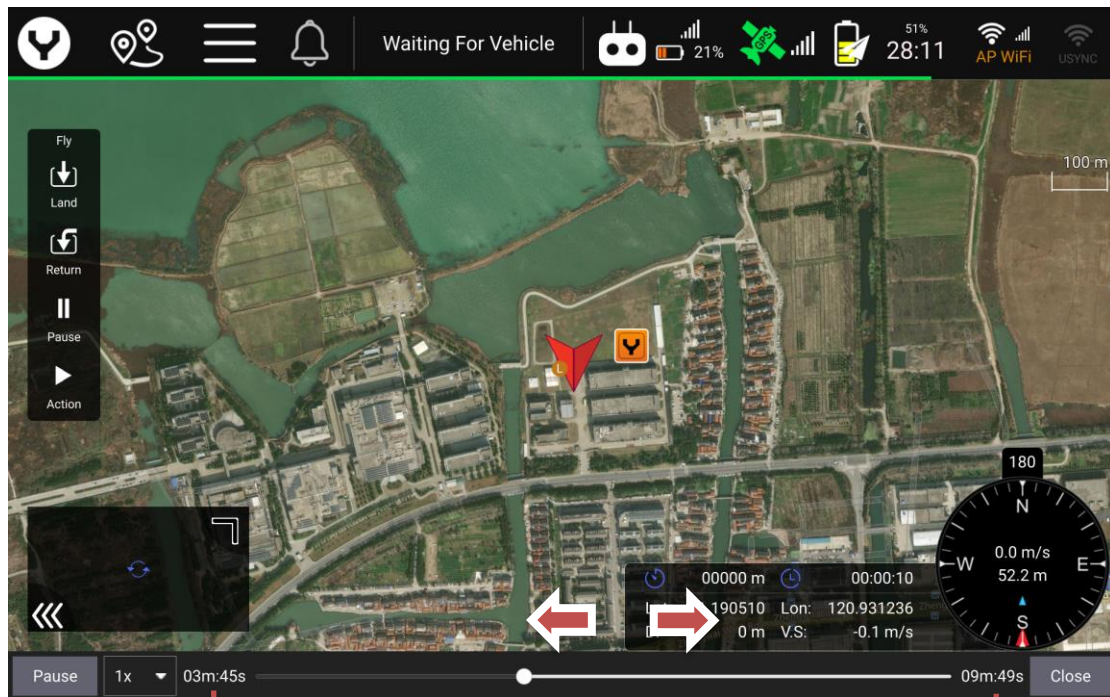 Waiting For Vehicle
21%
GPS
51%
28:11
AP WiFi
USYNC
Fly
Land
Return
Pause
Action
100 m
L
180
N
W
E
S
0.0 m/s
52.2 m
00000 m
00:00:10
190510 Lon: 120.931236
0 m V.S: -0.1 m/s
Pause
1x
03m:45s
09m:49s
Close